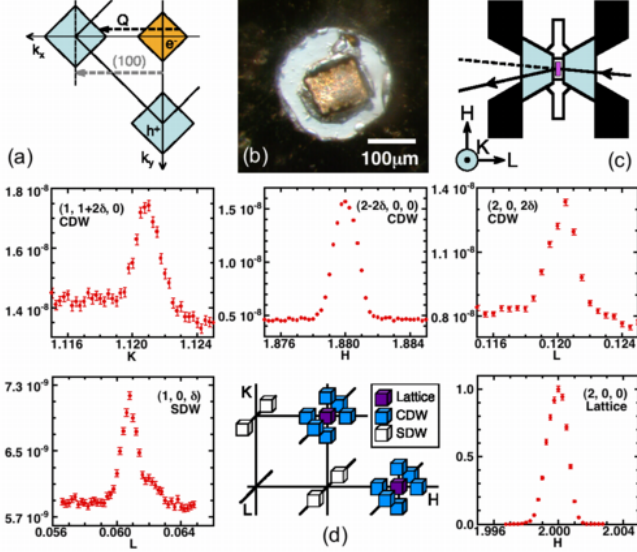 Q
e⁻
kₓ
(100)
h⁺
k_y
(a)
(b)
100μm
H
K
L
(c)
1.8 10⁻⁸
(1, 1+2δ, 0)
CDW
1.6 10⁻⁸
1.4 10⁻⁸
1.116
1.120
1.124
K
1.5 10⁻⁸
(2-2δ, 0, 0)
CDW
1.0 10⁻⁸
0.5 10⁻⁸
1.876
1.880
1.884
H
1.4 10⁻⁸
(2, 0, 2δ)
CDW
1.1 10⁻⁸
0.8 10⁻⁸
0.116
0.120
0.124
L
7.3 10⁻⁹
(1, 0, δ)
SDW
6.5 10⁻⁹
5.7 10⁻⁹
0.056
0.060
0.064
L
K
Lattice
CDW
SDW
L
H
(d)
(2, 0, 0)
Lattice
1.0
0.5
0.0
1.996
2.000
2.004
H